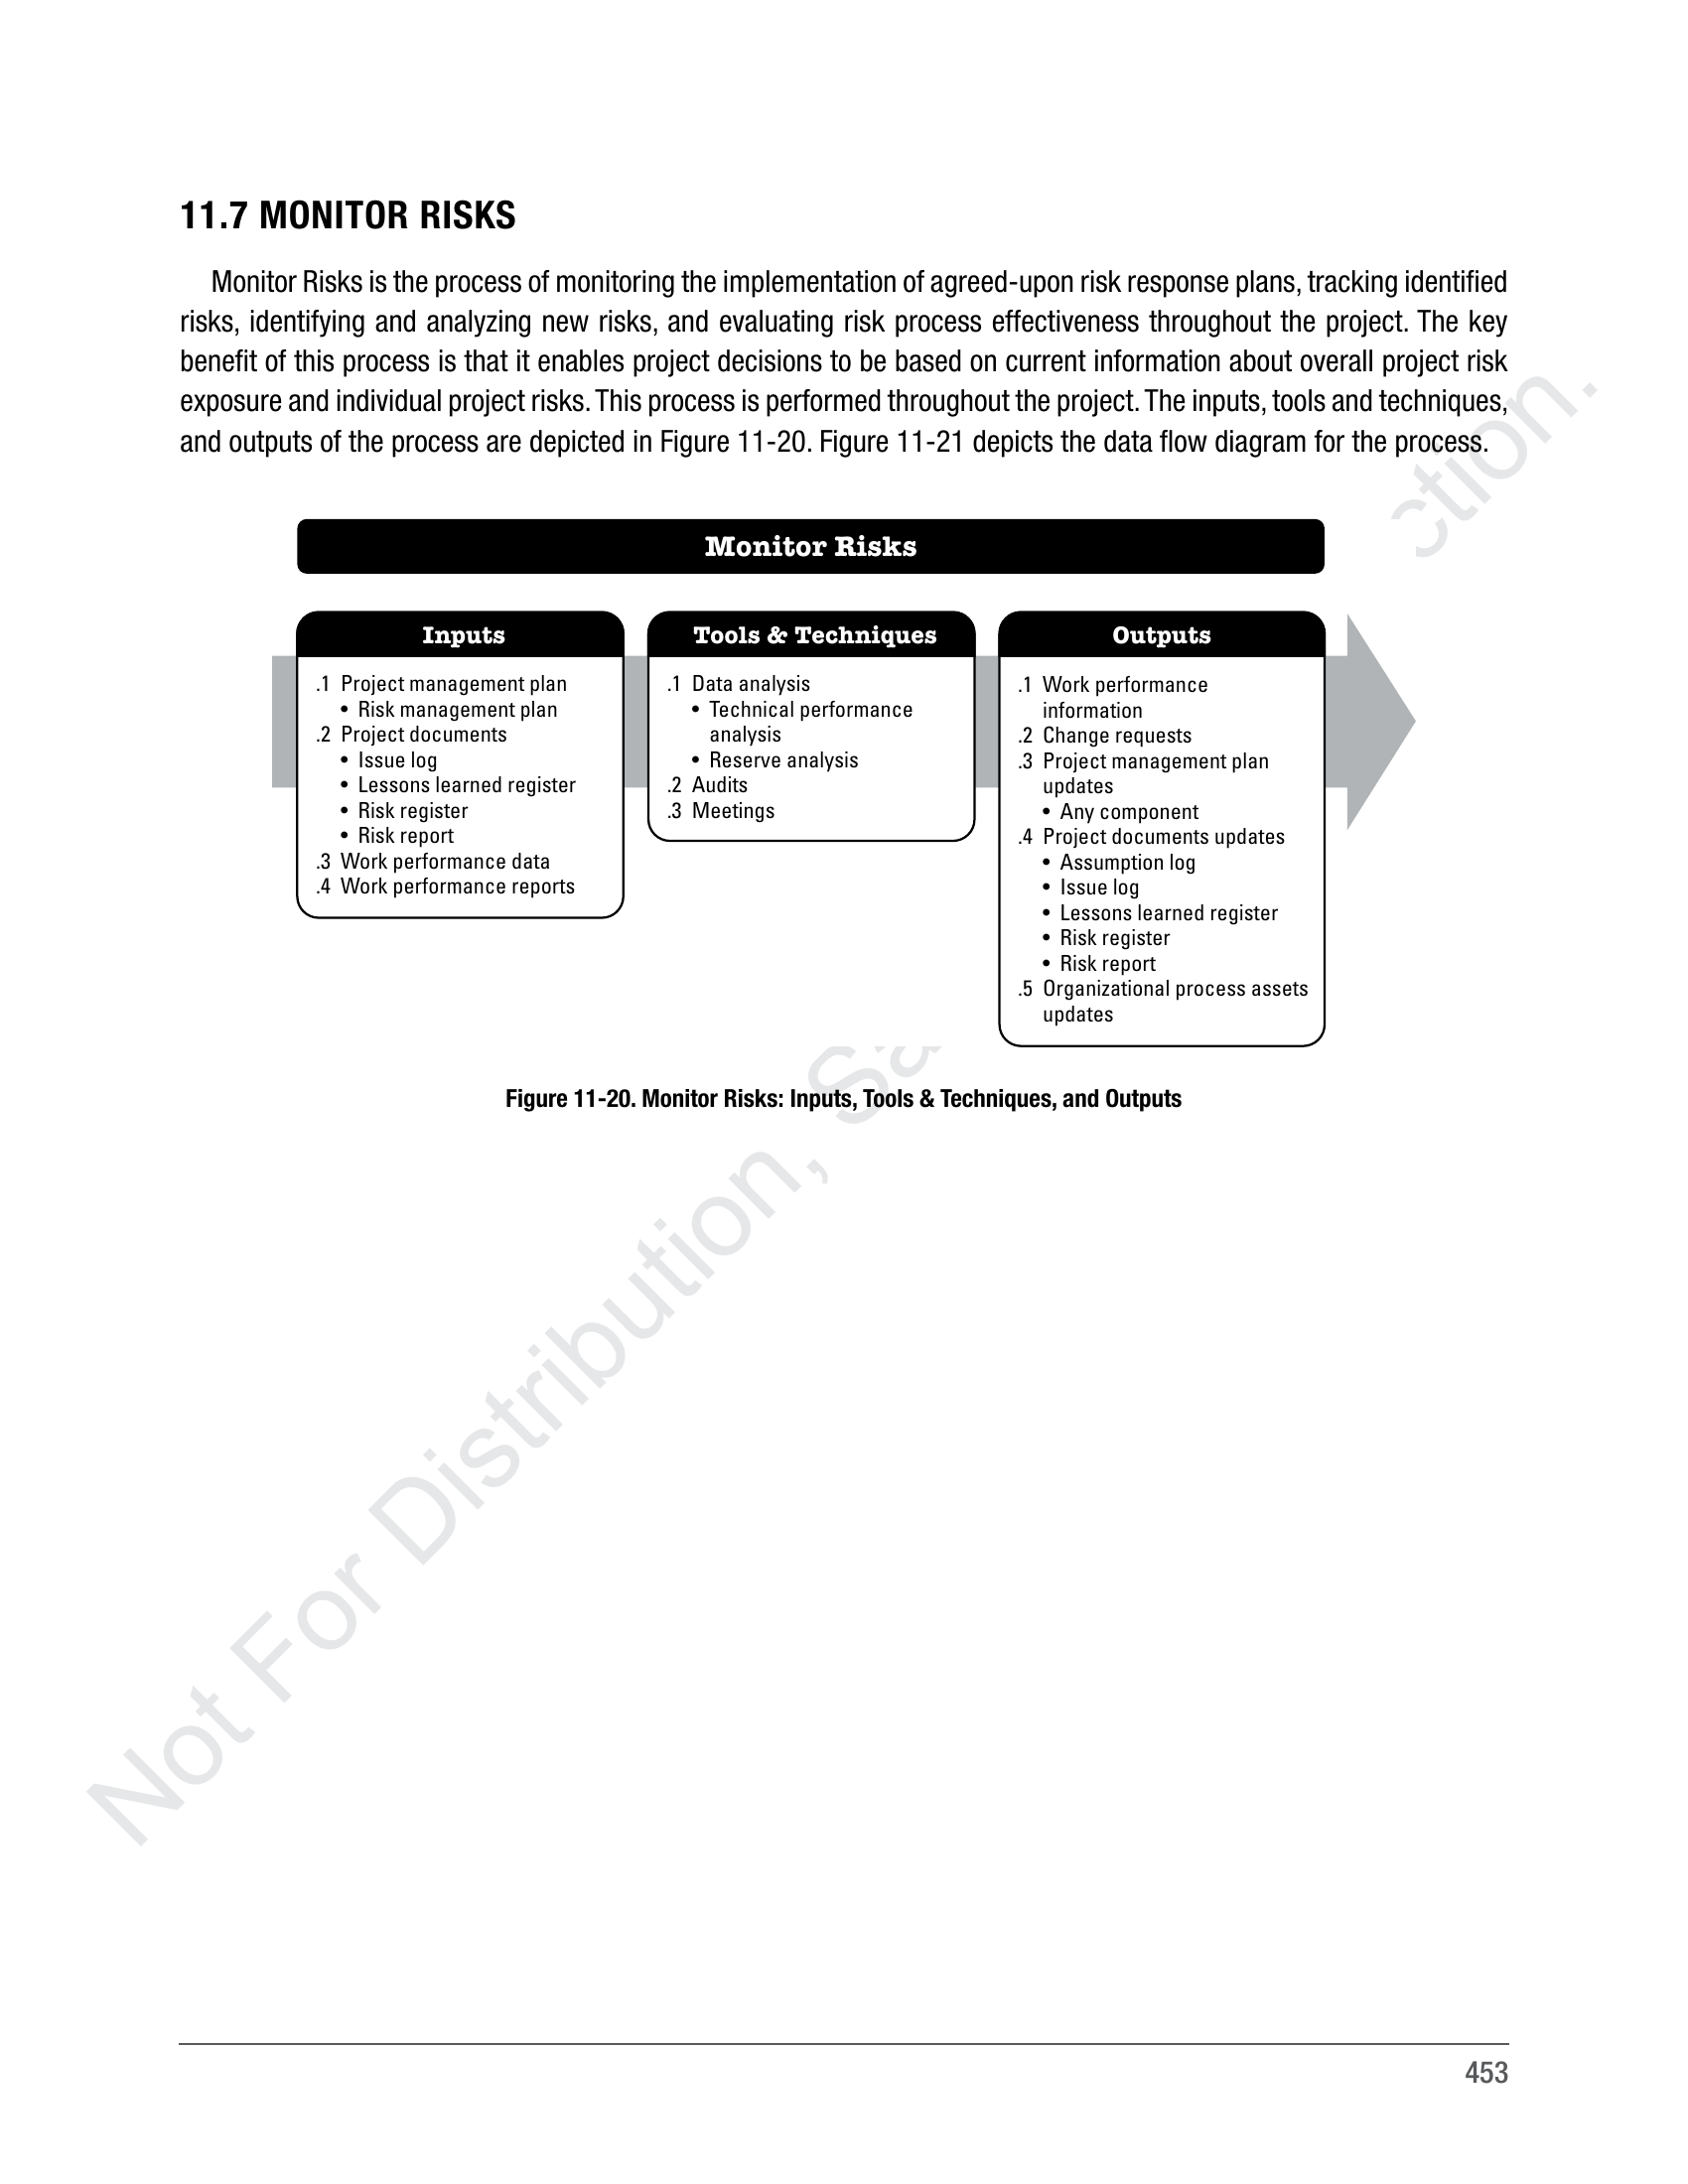 11.7 MONITOR RISKS
Monitor Risks is the process of monitoring the implementation of agreed-upon risk response plans, tracking identified
risks, identifying and analyzing new risks, and evaluating risk process effectiveness throughout the project. The key
benefit of this process is that it enables project decisions to be based on current information about overall project risk
exposure and individual project risks. This process is performed throughout the project. The inputs, tools and techniques,
and outputs of the process are depicted in Figure 11-20. Figure 11-21 depicts the data flow diagram for the process.
Monitor Risks
Inputs
.1 Project management plan
• Risk management plan
.2 Project documents
• Issue log
• Lessons learned register
• Risk register
• Risk report
.3 Work performance data
.4 Work performance reports
Tools & Techniques
.1 Data analysis
• Technical performance
analysis
• Reserve analysis
.2 Audits
.3 Meetings
Outputs
.1 Work performance
information
.2 Change requests
.3 Project management plan
updates
• Any component
.4 Project documents updates
• Assumption log
• Issue log
• Lessons learned register
• Risk register
• Risk report
.5 Organizational process assets
updates
Figure 11-20. Monitor Risks: Inputs, Tools & Techniques, and Outputs
Not For Distribution,
453